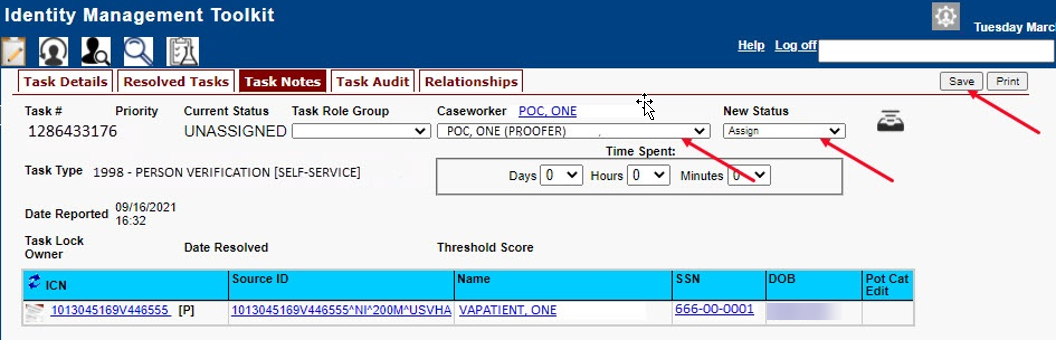 Identity Management Toolkit
Tuesday Marc
Help Log off
Task Details Resolved Tasks Task Notes Task Audit Relationships Save Print
Task # Priority Current Status Task Role Group Caseworker POC, ONE New Status
1286433176 UNASSIGNED POC, ONE (PROOFER) Assign
Time Spent:
Task Type 1998 - PERSON VERIFICATION [SELF-SERVICE] Days 0 Hours 0 Minutes 0
Date Reported 09/16/2021
16:32
Task Lock
Owner Date Resolved Threshold Score
ICN Source ID Name SSN DOB Pot Cat
Edit
1013045169V446555 [P] 1013045169V446555^NI^200M^USVHA VAPATIENT, ONE 666-00-0001